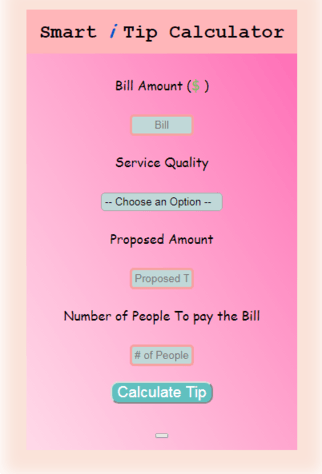 Smart i Tip Calculator
Bill Amount ($ )
Bill
Service Quality
-- Choose an Option --
Proposed Amount
Proposed T
Number of People To pay the Bill
# of People
Calculate Tip